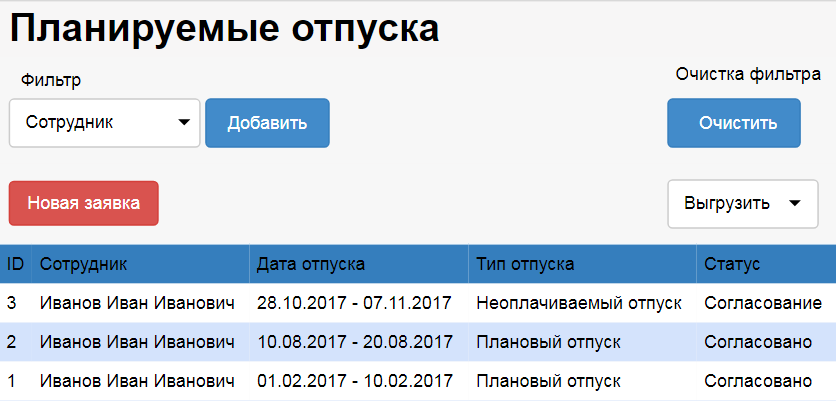 Планируемые отпуска
Фильтр
Очистка фильтра
Сотрудник Добавить Очистить
Новая заявка Выгрузить
ID Сотрудник Дата отпуска Тип отпуска Статус
3 Иванов Иван Иванович 28.10.2017 - 07.11.2017 Неоплачиваемый отпуск Согласование
2 Иванов Иван Иванович 10.08.2017 - 20.08.2017 Плановый отпуск Согласовано
1 Иванов Иван Иванович 01.02.2017 - 10.02.2017 Плановый отпуск Согласовано